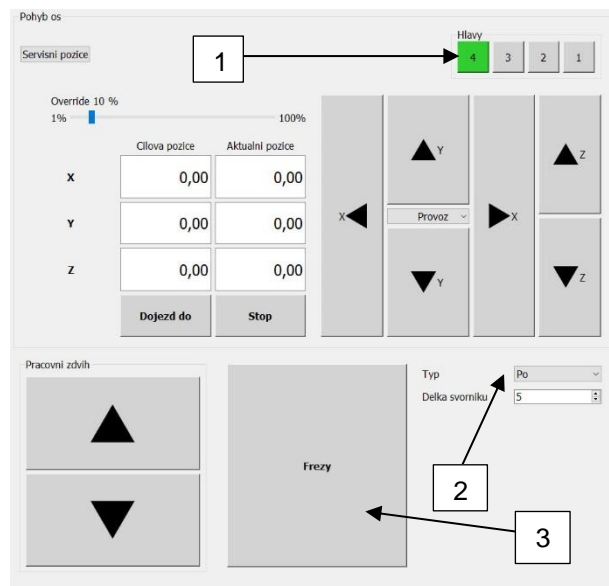 Pohyb os
Servisni pozice
1
Hlavy
4 3 2 1
Override 10 %
1% 100%
Cilova pozice Aktualni pozice
X 0,00 0,00
Y 0,00 0,00
Z 0,00 0,00
Dojezd do Stop
Y
Z
X Provoz X
Y
Z
Pracovni zdvih
Typ Po
Delka svorniku 5
Frezy
2
3